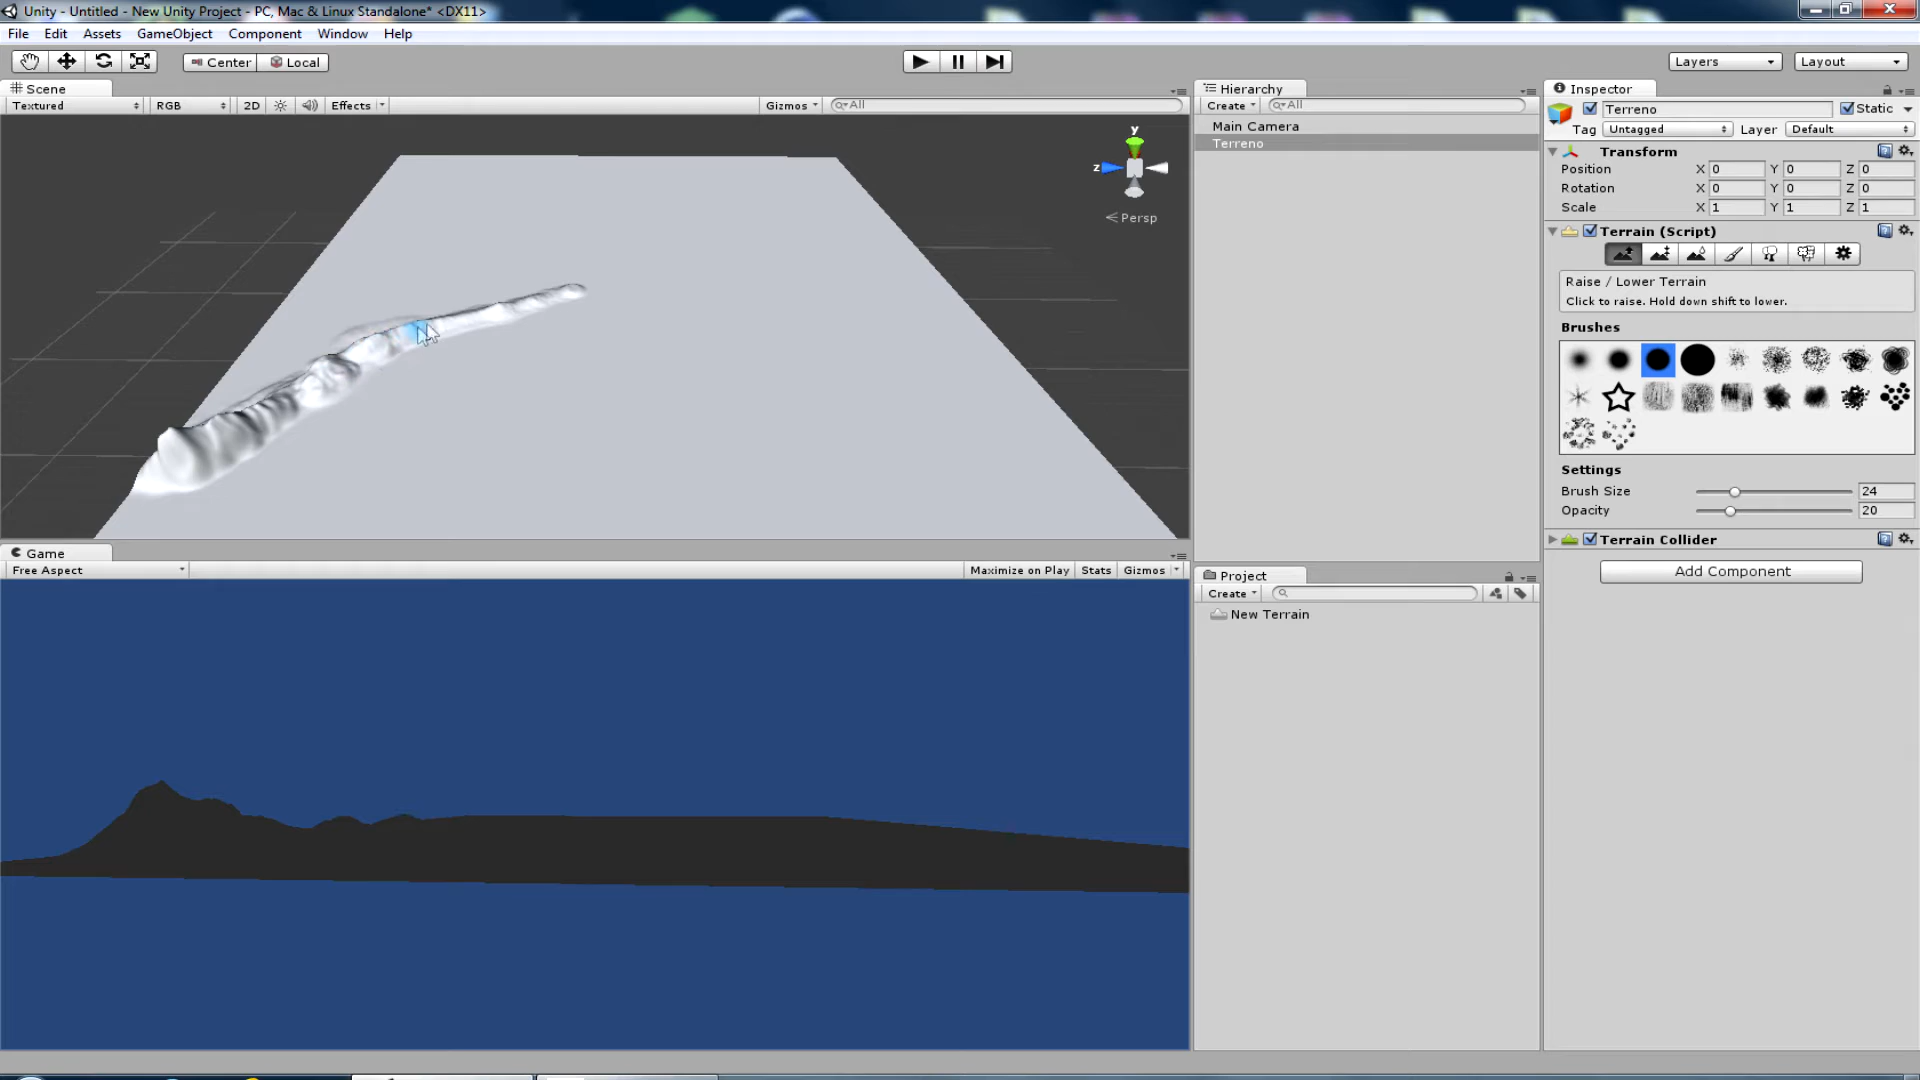 Unity - Untitled - New Unity Project - PC, Mac & Linux Standalone* <DX11>
File Edit Assets GameObject Component Window Help
Center Local Layers Layout
Scene
Textured RGB 2D Effects Gizmos All
y
z
Persp
Hierarchy
Create All
Main Camera
Terreno
Inspector
Terreno Static
Tag Untagged Layer Default
Transform
Position X 0 Y 0 Z 0
Rotation X 0 Y 0 Z 0
Scale X 1 Y 1 Z 1
Terrain (Script)
Raise / Lower Terrain
Click to raise. Hold down shift to lower.
Brushes
Settings
Brush Size 24
Opacity 20
Terrain Collider
Add Component
Game
Free Aspect Maximize on Play Stats Gizmos
Project
Create
New Terrain